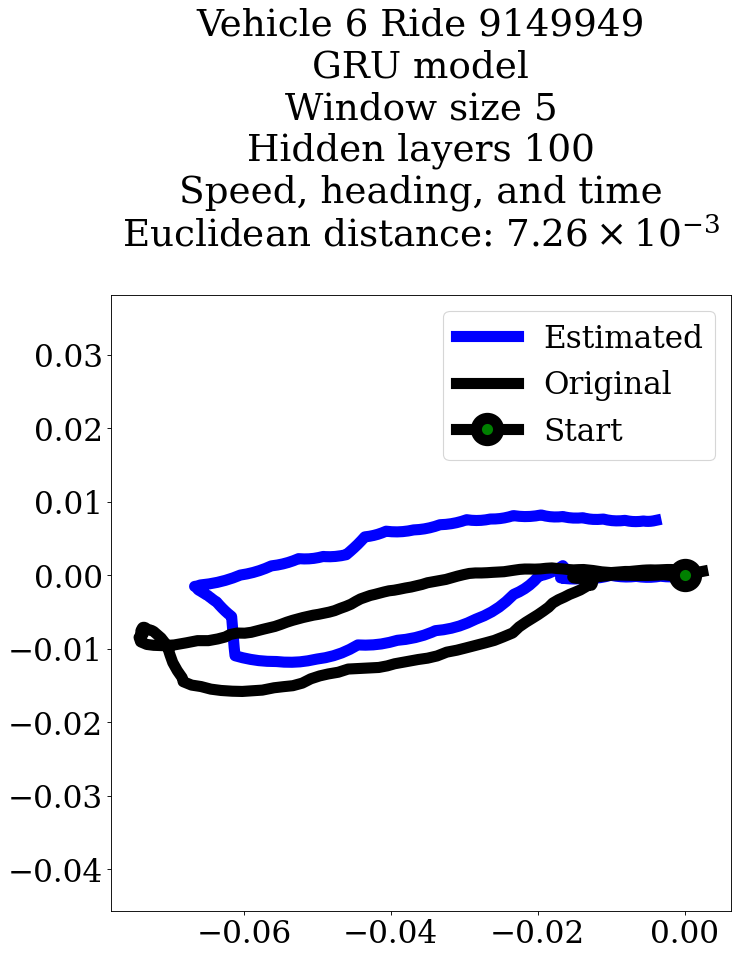 Vehicle 6 Ride 9149949
GRU model
Window size 5
Hidden layers 100
Speed, heading, and time
Euclidean distance: 7.26 × 10⁻³
Estimated
Original
Start
0.03
0.02
0.01
0.00
−0.01
−0.02
−0.03
−0.04
−0.06
−0.04
−0.02
0.00